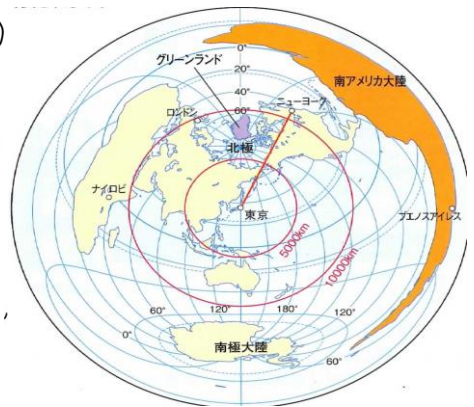 )
0°
20°
40°
60°
グリーンランド
南アメリカ大陸
ニューヨーク
ロンドン
北極
ナイロビ
東京
ブエノスアイレス
5000km
10000km
60°
120°
180°
120°
0°
60°
南極大陸